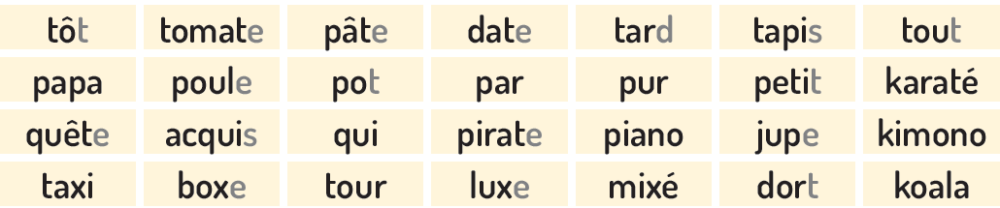 tôt tomate pâte date tard tapis tout
papa poule pot par pur petit karaté
quête acquis qui pirate piano jupe kimono
taxi boxe tour luxe mixé dort koala